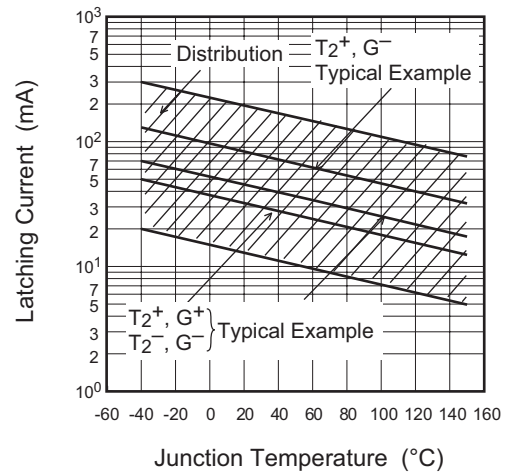 10³
7
5
3
2
10²
7
5
3
2
10¹
7
5
3
2
10⁰
Latching Current (mA)
Distribution
T2⁺, G⁻
Typical Example
T2⁺, G⁺
T2⁻, G⁻
Typical Example
-60 -40 -20 0 20 40 60 80 100 120 140 160
Junction Temperature (°C)